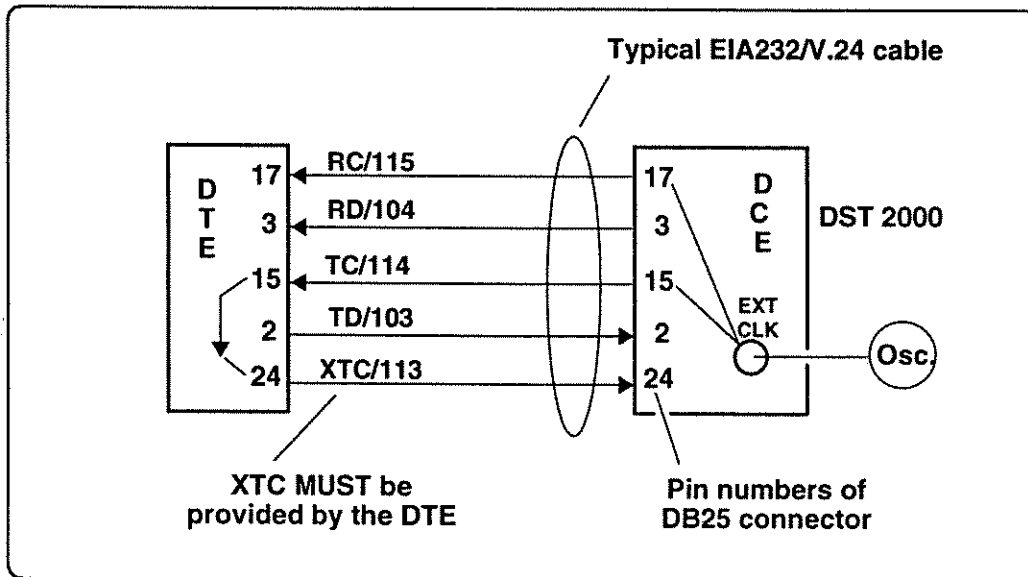 Typical EIA232/V.24 cable
DTE
DCE
DST 2000
17
RC/115
17
3
RD/104
3
15
TC/114
15
2
TD/103
2
24
XTC/113
24
EXT
CLK
Osc.
XTC MUST be
provided by the DTE
Pin numbers of
DB25 connector